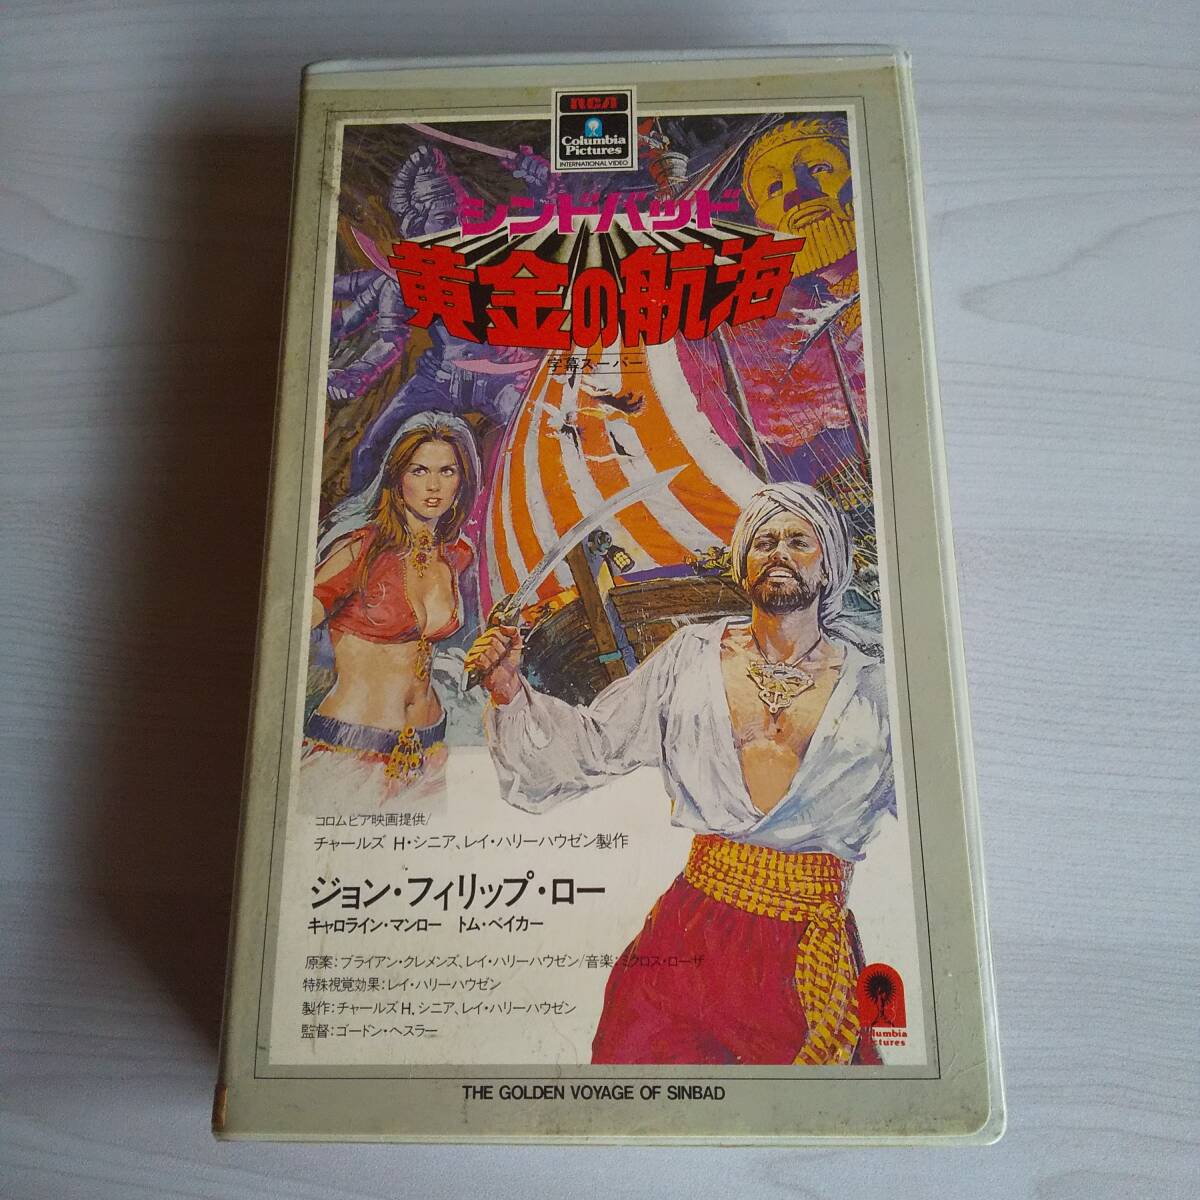 RCA
Columbia
Pictures
INTERNATIONAL VIDEO
シンドバッド
黄金の航海
字幕スーパー
コロムビア映画提供/
チャールズ H・シニア、レイ・ハリーハウゼン製作
ジョン・フィリップ・ロー
キャロライン・マンロー トム・ベイカー
原案：ブライアン・クレメンズ、レイ・ハリーハウゼン/音楽：ミクロス・ローザ
特殊視覚効果：レイ・ハリーハウゼン
製作：チャールズH.シニア、レイ・ハリーハウゼン
監督：ゴードン・ヘスラー
lumbia
ctures
THE GOLDEN VOYAGE OF SINBAD